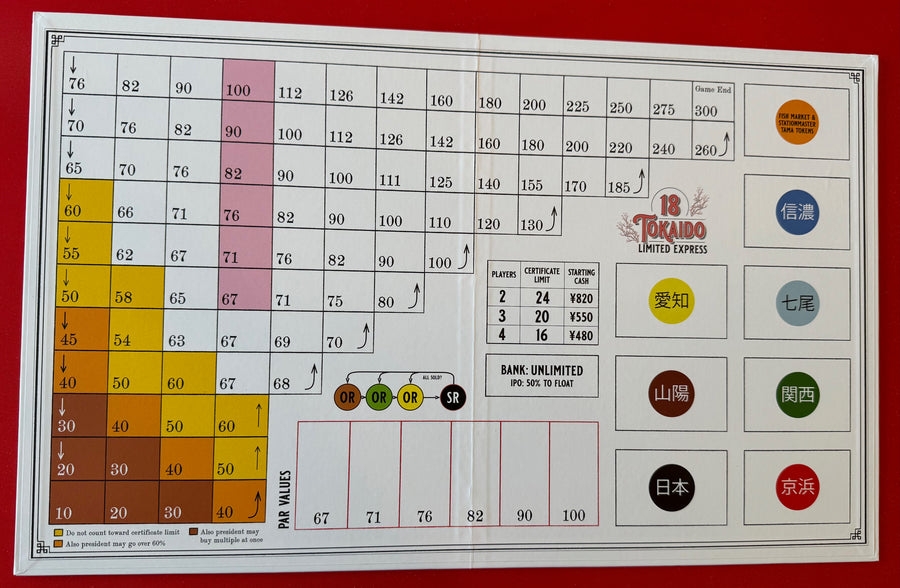 Game End
76 82 90 100 112 126 142 160 180 200 225 250 275 300
70 76 82 90 100 112 126 142 160 180 200 220 240 260
65 70 76 82 90 100 111 125 140 155 170 185
60 66 71 76 82 90 100 110 120 130
55 62 67 71 76 82 90 100
50 58 65 67 71 75 80
45 54 63 67 69 70
40 50 60 67 68
30 40 50 60
20 30 40 50
10 20 30 40
Do not count toward certificate limit
Also president may go over 60%
Also president may
buy multiple at once
18
TOKAIDO
LIMITED EXPRESS
PLAYERS CERTIFICATE LIMIT STARTING CASH
2 24 ¥820
3 20 ¥550
4 16 ¥480
BANK: UNLIMITED
IPO: 50% TO FLOAT
ALL SOLD?
OR OR OR SR
PAR VALUES
67 71 76 82 90 100
FISH MARKET &
STATIONMASTER
TAMA TOKENS
信濃
愛知 七尾
山陽 関西
日本 京浜